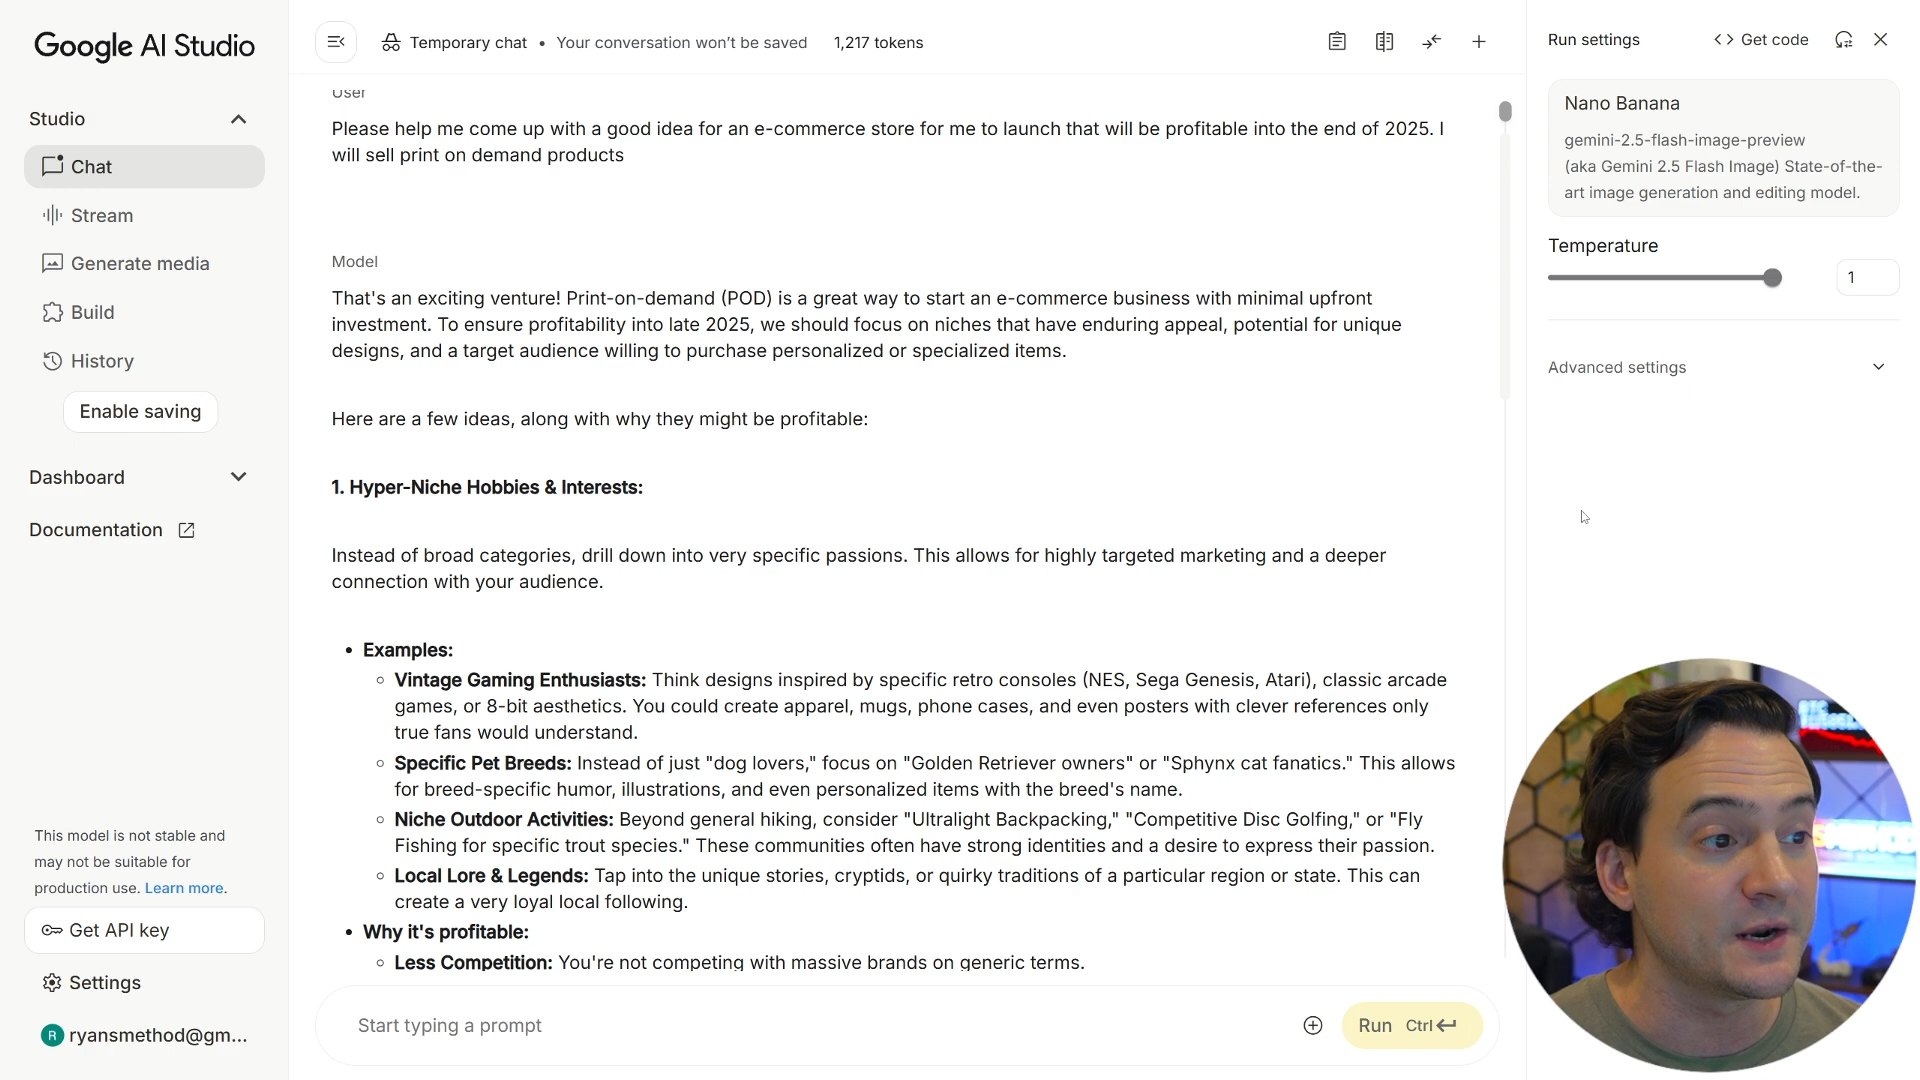 Google AI Studio
Studio
Chat
Stream
Generate media
Build
History
Enable saving
Dashboard
Documentation
This model is not stable and
may not be suitable for
production use. Learn more.
Get API key
Settings
R ryansmethod@gm...
Temporary chat • Your conversation won't be saved 1,217 tokens
User
Please help me come up with a good idea for an e-commerce store for me to launch that will be profitable into the end of 2025. I
will sell print on demand products
Model
That's an exciting venture! Print-on-demand (POD) is a great way to start an e-commerce business with minimal upfront
investment. To ensure profitability into late 2025, we should focus on niches that have enduring appeal, potential for unique
designs, and a target audience willing to purchase personalized or specialized items.
Here are a few ideas, along with why they might be profitable:
1. Hyper-Niche Hobbies & Interests:
Instead of broad categories, drill down into very specific passions. This allows for highly targeted marketing and a deeper
connection with your audience.
• Examples:
◦ Vintage Gaming Enthusiasts: Think designs inspired by specific retro consoles (NES, Sega Genesis, Atari), classic arcade
games, or 8-bit aesthetics. You could create apparel, mugs, phone cases, and even posters with clever references only
true fans would understand.
◦ Specific Pet Breeds: Instead of just "dog lovers," focus on "Golden Retriever owners" or "Sphynx cat fanatics." This allows
for breed-specific humor, illustrations, and even personalized items with the breed's name.
◦ Niche Outdoor Activities: Beyond general hiking, consider "Ultralight Backpacking," "Competitive Disc Golfing," or "Fly
Fishing for specific trout species." These communities often have strong identities and a desire to express their passion.
◦ Local Lore & Legends: Tap into the unique stories, cryptids, or quirky traditions of a particular region or state. This can
create a very loyal local following.
• Why it's profitable:
◦ Less Competition: You're not competing with massive brands on generic terms.
Start typing a prompt
Run Ctrl
Run settings
Get code
Nano Banana
gemini-2.5-flash-image-preview
(aka Gemini 2.5 Flash Image) State-of-the-
art image generation and editing model.
Temperature
1
Advanced settings